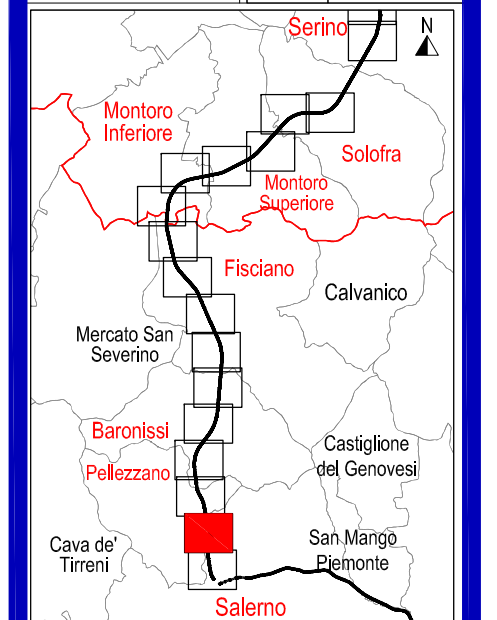 Serino
N
Montoro
Inferiore
Solofra
Montoro
Superiore
Fisciano
Calvanico
Mercato San
Severino
Baronissi
Castiglione
del Genovesi
Pellezzano
San Mango
Piemonte
Cava de'
Tirreni
Salerno